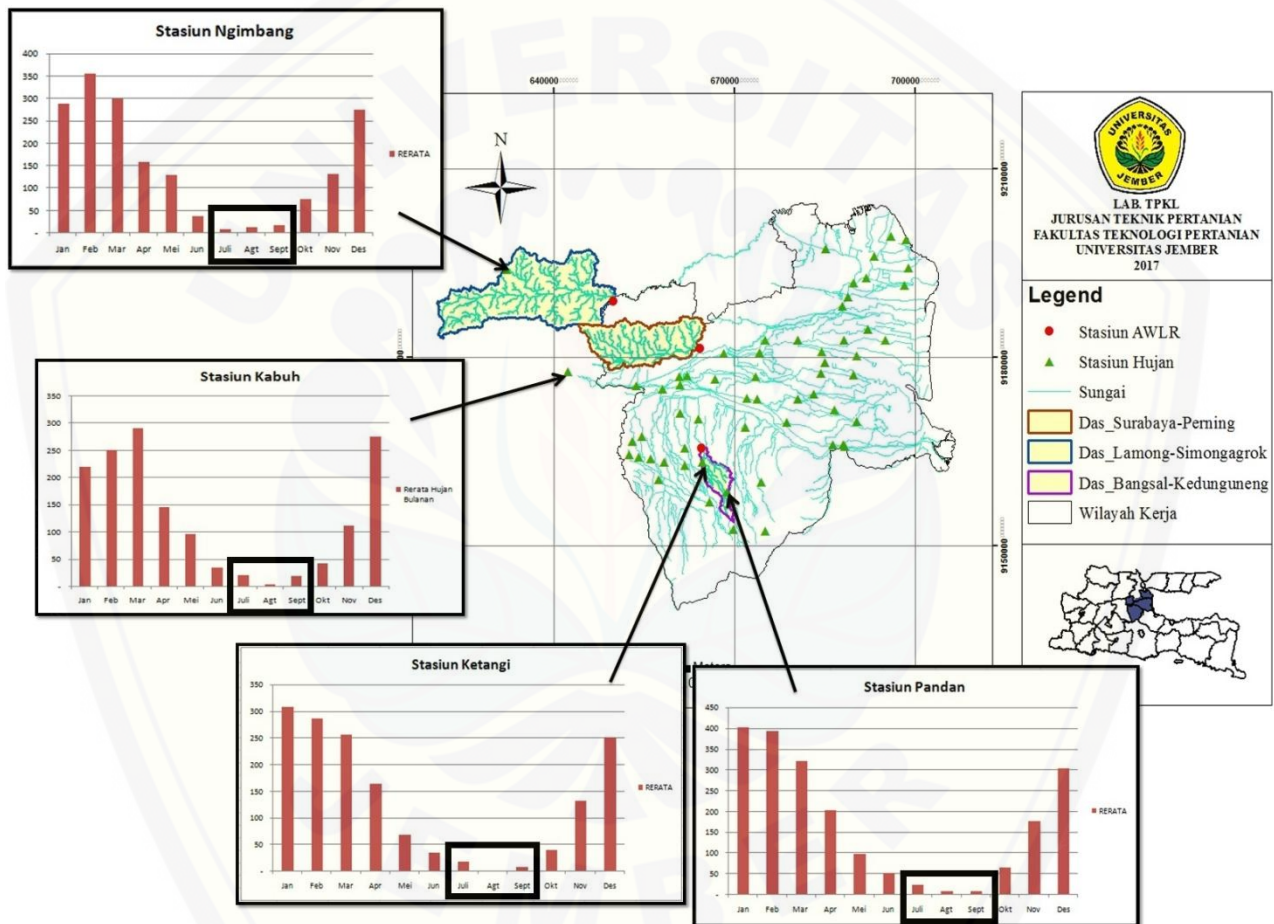 Stasiun Ngimbang
400
350
300
250
200
150
100
50
-
Jan Feb Mar Apr Mei Jun Juli Agt Sept Okt Nov Des
RERATA
640000 670000 700000
N
9210000
9180000
9150000
UNIVERSITAS
JEMBER
LAB. TPKL
JURUSAN TEKNIK PERTANIAN
FAKULTAS TEKNOLOGI PERTANIAN
UNIVERSITAS JEMBER
2017
Legend
Stasiun AWLR
Stasiun Hujan
Sungai
Das_Surabaya-Perning
Das_Lamong-Simongagrok
Das_Bangsal-Kedunguneng
Wilayah Kerja
Stasiun Kabuh
350
300
250
200
150
100
50
-
Jan Feb Mar Apr Mei Jun Juli Agt Sept Okt Nov Des
Rerata Hujan
Bulanan
Stasiun Ketangi
350
300
250
200
150
100
50
-
Jan Feb Mar Apr Mei Jun Juli Agt Sept Okt Nov Des
RERATA
Stasiun Pandan
450
400
350
300
250
200
150
100
50
-
Jan Feb Mar Apr Mei Jun Juli Agt Sept Okt Nov Des
RERATA